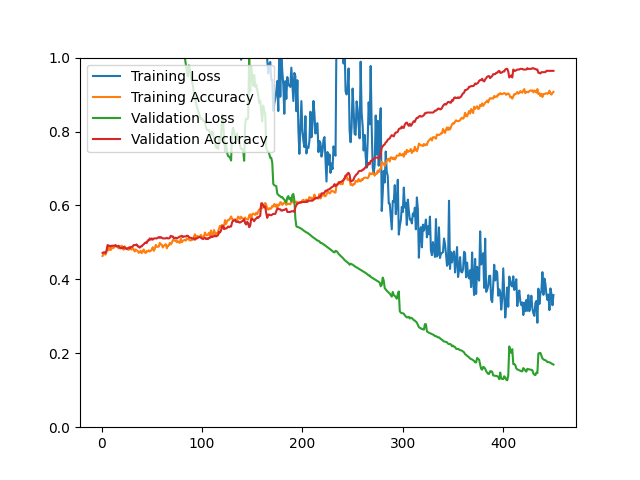 1.0
0.8
0.6
0.4
0.2
0.0
Training Loss
Training Accuracy
Validation Loss
Validation Accuracy
0 100 200 300 400